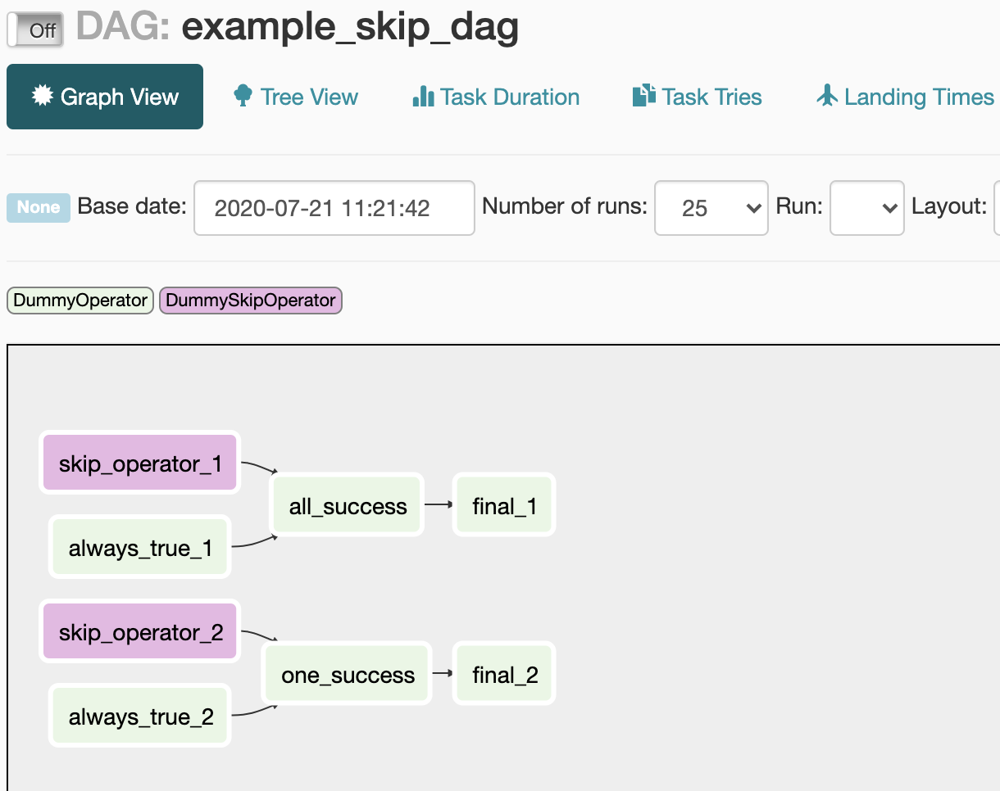 Off DAG: example_skip_dag
Graph View Tree View Task Duration Task Tries Landing Times
None Base date: 2020-07-21 11:21:42 Number of runs: 25 Run: Layout:
DummyOperator DummySkipOperator
skip_operator_1
all_success final_1
always_true_1
skip_operator_2
one_success final_2
always_true_2